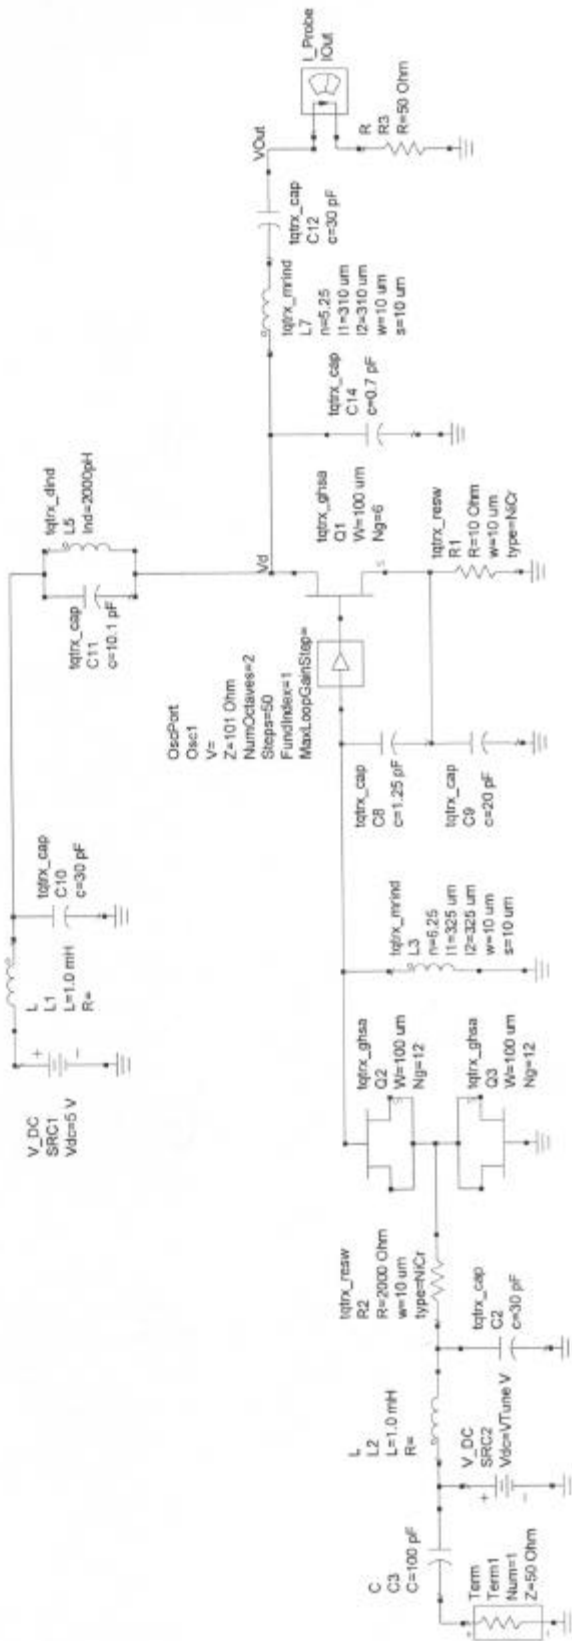 V_DC
SRC1
Vdc=5 V
+
-
L
L1
L=1.0 mH
R=
tqtrx_cap
C10
c=30 pF
tqtrx_cap
C11
c=10.1 pF
tqtrx_dind
L5
Ind=2000pH
OscPort
Osc1
V=
Z=101 Ohm
NumOctaves=2
Steps=50
FundIndex=1
MaxLoopGainStep=
Vd
tqtrx_ghsa
Q1
W=100 um
Ng=6
S
tqtrx_cap
C14
c=0.7 pF
tqtrx_mrind
L7
n=5.25
l1=310 um
l2=310 um
w=10 um
s=10 um
tqtrx_cap
C12
c=30 pF
VOut
I_Probe
IOut
R
R3
R=50 Ohm
Term
Term1
Num=1
Z=50 Ohm
+
-
C
C3
C=100 pF
V_DC
SRC2
Vdc=VTune V
+
-
L
L2
L=1.0 mH
R=
tqtrx_cap
C2
c=30 pF
tqtrx_resw
R2
R=2000 Ohm
w=10 um
type=NiCr
tqtrx_ghsa
Q2
W=100 um
Ng=12
S
tqtrx_ghsa
Q3
W=100 um
Ng=12
S
tqtrx_mrind
L3
n=6.25
l1=325 um
l2=325 um
w=10 um
s=10 um
tqtrx_cap
C8
c=1.25 pF
tqtrx_cap
C9
c=20 pF
tqtrx_resw
R1
R=10 Ohm
w=10 um
type=NiCr